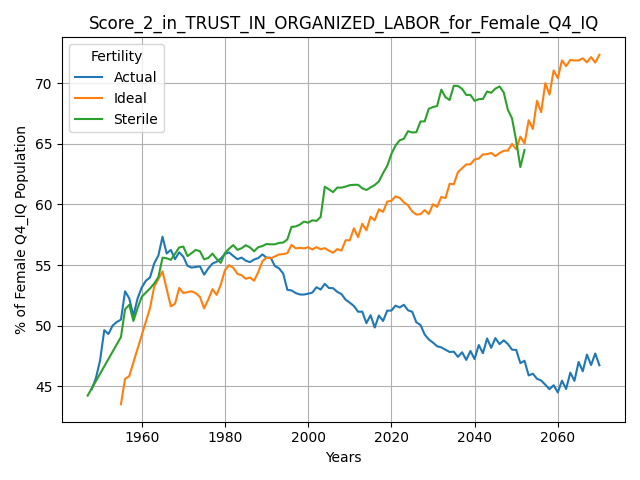 Score_2_in_TRUST_IN_ORGANIZED_LABOR_for_Female_Q4_IQ
Fertility
Actual
Ideal
Sterile
% of Female Q4_IQ Population
70
65
60
55
50
45
1960 1980 2000 2020 2040 2060
Years